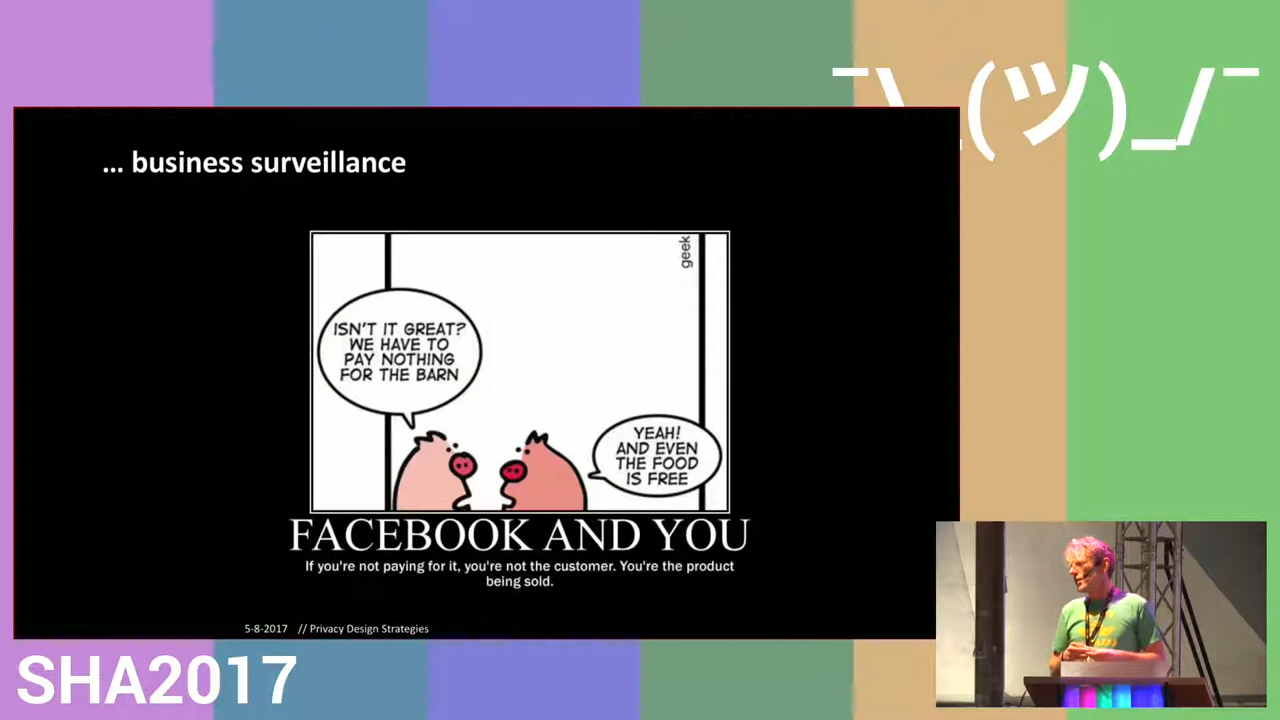 ¯\_(ツ)_/¯
... business surveillance
geek
ISN'T IT GREAT?
WE HAVE TO
PAY NOTHING
FOR THE BARN
YEAH!
AND EVEN
THE FOOD
IS FREE
FACEBOOK AND YOU
If you're not paying for it, you're not the customer. You're the product
being sold.
5-8-2017 // Privacy Design Strategies
SHA2017